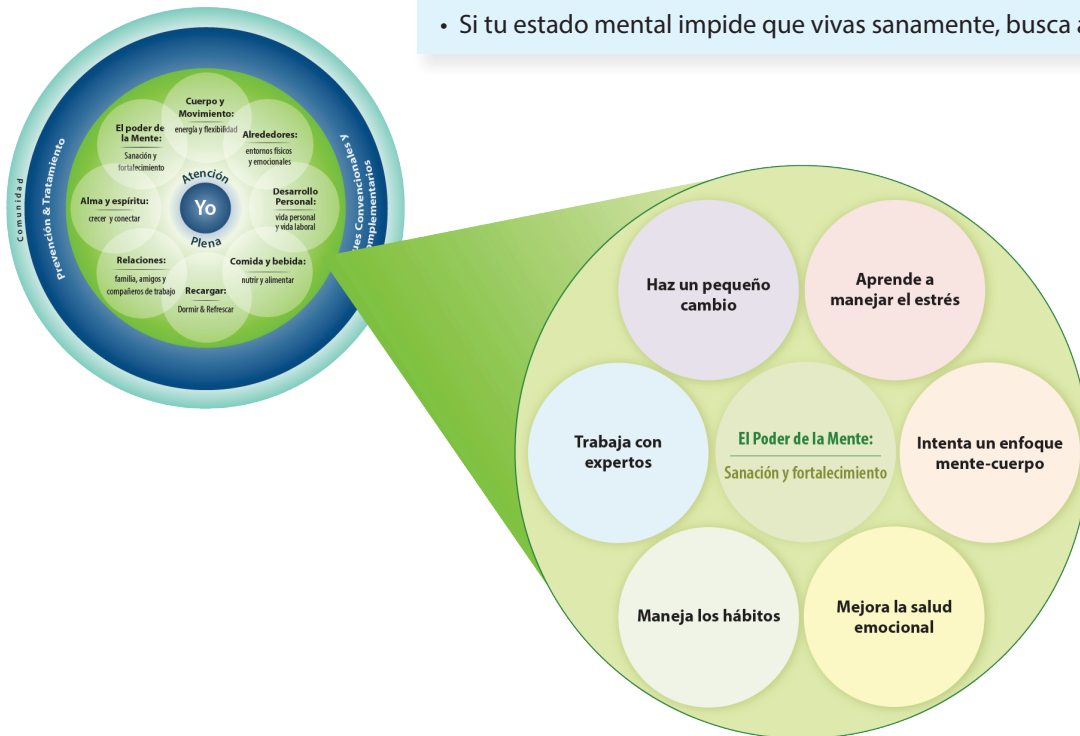 • Si tu estado mental impide que vivas sanamente, busca
Comunidad
Prevención & Tratamiento
Convencionales y
Complementarios
Cuerpo y
Movimiento:
energía y flexibilidad
El poder de
la Mente:
Sanación y
fortalecimiento
Alrededores:
entornos físicos
y emocionales
Alma y espíritu:
crecer y conectar
Atención
Yo
Plena
Desarrollo
Personal:
vida personal
y vida laboral
Relaciones:
familia, amigos y
compañeros de trabajo
Comida y bebida:
nutrir y alimentar
Recargar:
Dormir & Refrescar
Haz un pequeño
cambio
Aprende a
manejar el estrés
Trabaja con
expertos
El Poder de la Mente:
Sanación y fortalecimiento
Intenta un enfoque
mente-cuerpo
Maneja los hábitos
Mejora la salud
emocional